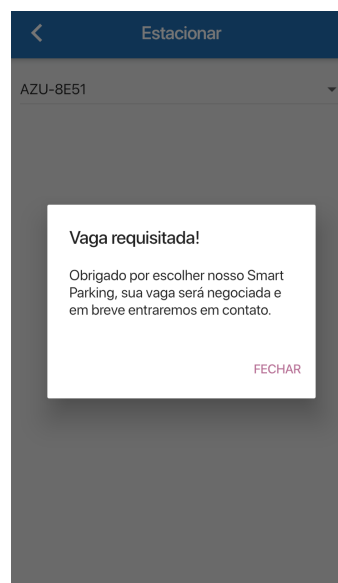 Estacionar
AZU-8E51
Vaga requisitada!
Obrigado por escolher nosso Smart
Parking, sua vaga será negociada e
em breve entraremos em contato.
FECHAR